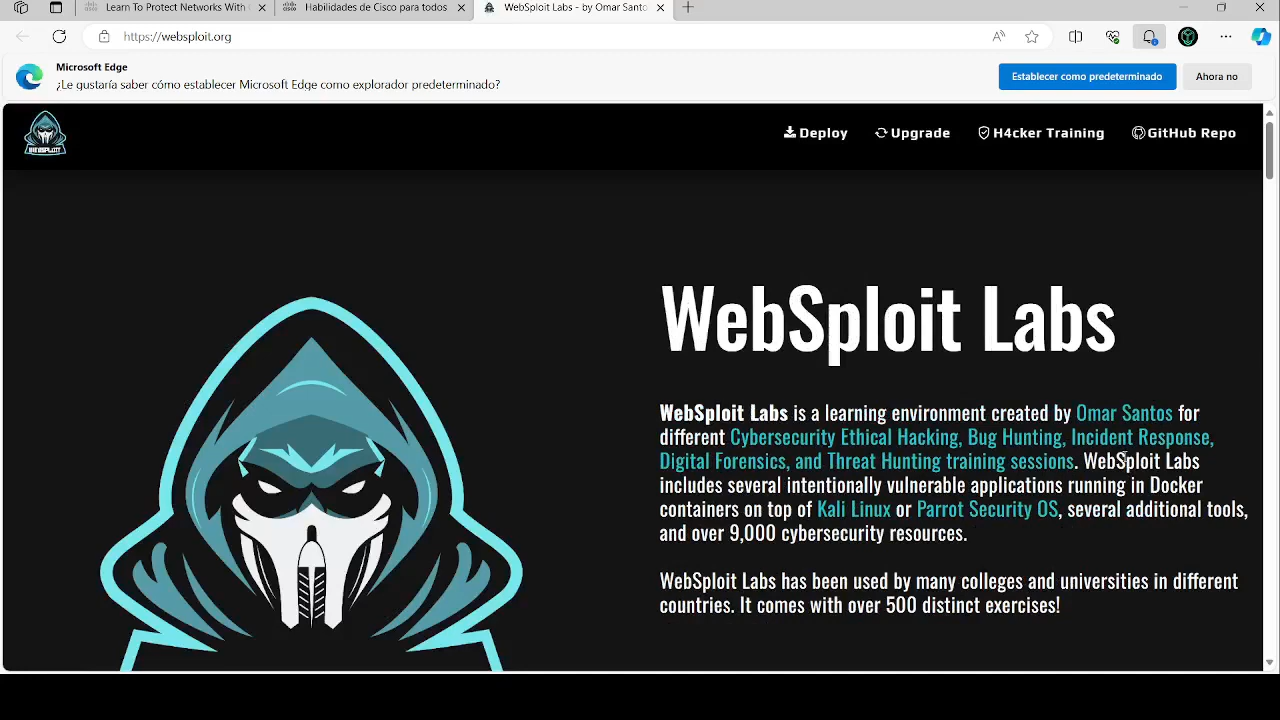 Learn To Protect Networks With
Habilidades de Cisco para todos
WebSploit Labs - by Omar Santo
https://websploit.org
Microsoft Edge
¿Le gustaría saber cómo establecer Microsoft Edge como explorador predeterminado?
Establecer como predeterminado
Ahora no
WEBSPLOIT
Deploy
Upgrade
H4cker Training
GitHub Repo
WebSploit Labs
WebSploit Labs is a learning environment created by Omar Santos for
different Cybersecurity Ethical Hacking, Bug Hunting, Incident Response,
Digital Forensics, and Threat Hunting training sessions. WebSploit Labs
includes several intentionally vulnerable applications running in Docker
containers on top of Kali Linux or Parrot Security OS, several additional tools,
and over 9,000 cybersecurity resources.
WebSploit Labs has been used by many colleges and universities in different
countries. It comes with over 500 distinct exercises!